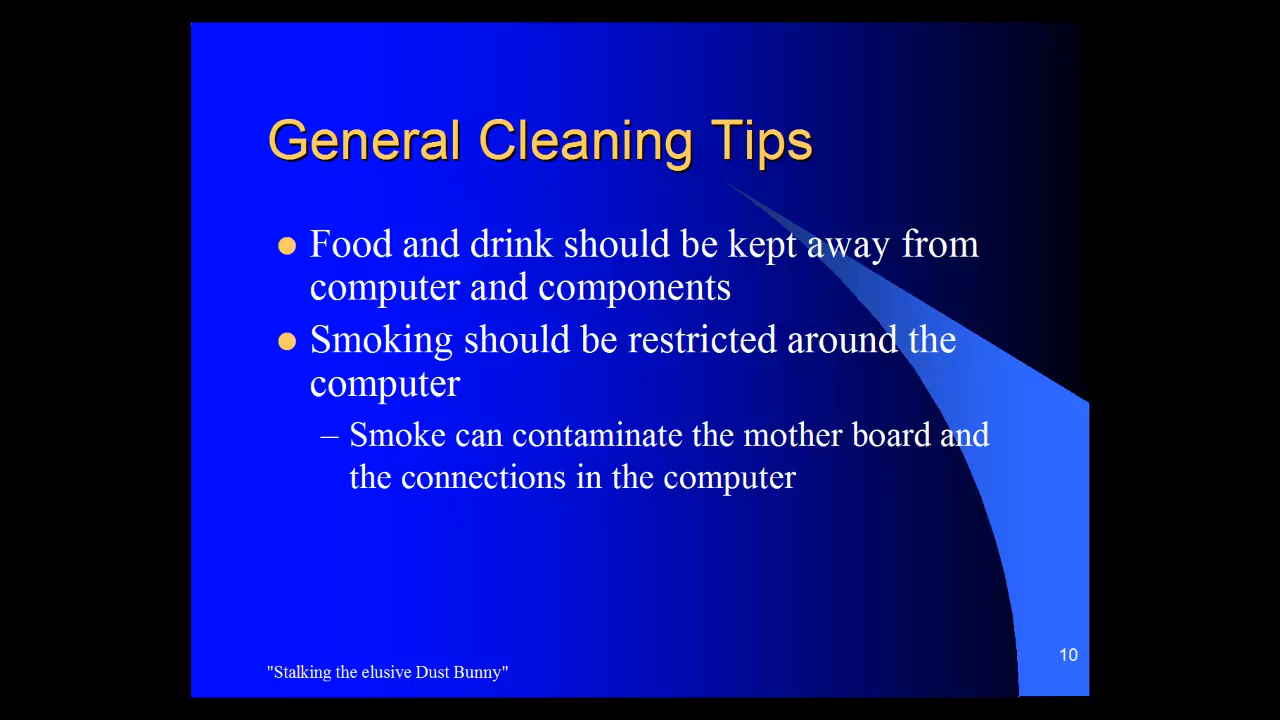 General Cleaning Tips
● Food and drink should be kept away from
computer and components
● Smoking should be restricted around the
computer
– Smoke can contaminate the mother board and
the connections in the computer
"Stalking the elusive Dust Bunny"
10